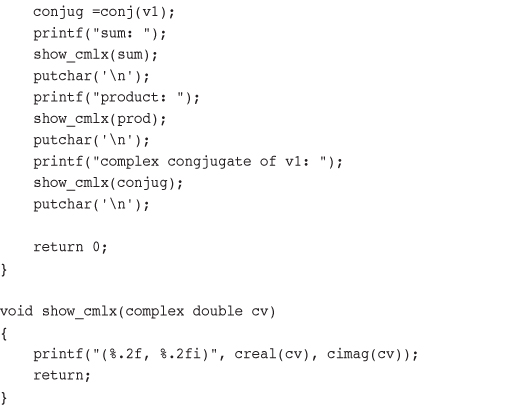 conjug =conj(v1);
printf("sum: ");
show_cmlx(sum);
putchar('\n');
printf("product: ");
show_cmlx(prod);
putchar('\n');
printf("complex congjugate of v1: ");
show_cmlx(conjug);
putchar('\n');
return 0;
}
void show_cmlx(complex double cv)
{
printf("(%.2f, %.2fi)", creal(cv), cimag(cv));
return;
}